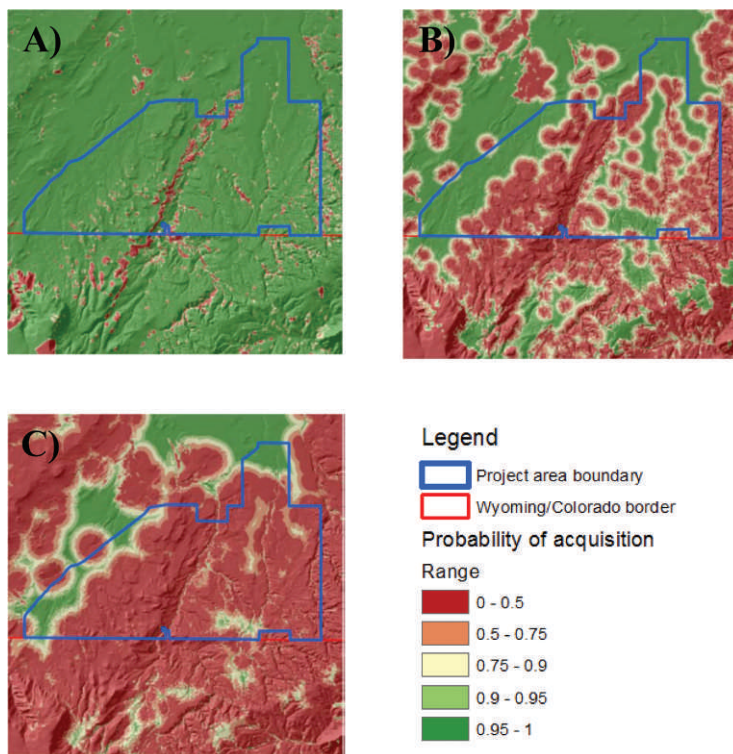 A)
B)
C)
Legend
Project area boundary
Wyoming/Colorado border
Probability of acquisition
Range
0 - 0.5
0.5 - 0.75
0.75 - 0.9
0.9 - 0.95
0.95 - 1